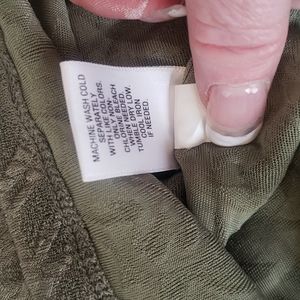 MACHINE WASH COLD
SEPARATELY
WITH LIKE COLORS.
ONLY NON-
CHLORINE BLEACH
NEEDED.
TUMBLE DRY LOW.
COOL IRON
IF NEEDED.